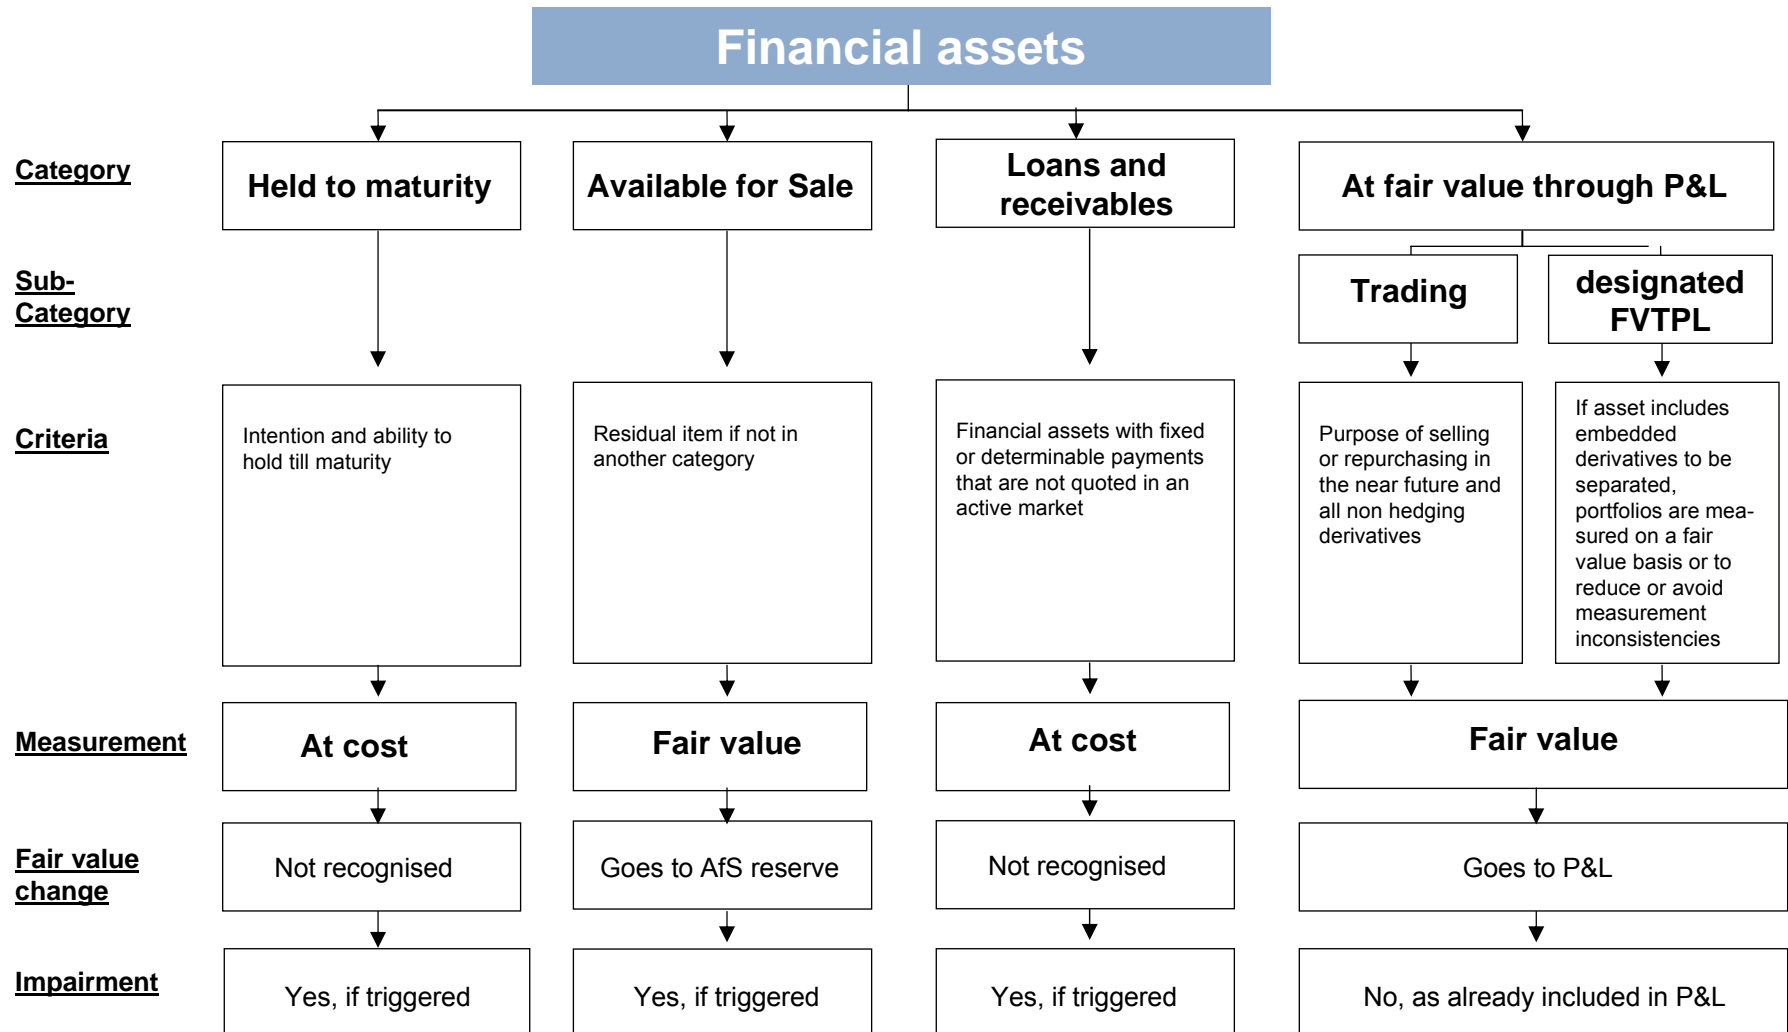 Financial assets
Category
Held to maturity
Available for Sale
Loans and
receivables
At fair value through P&L
Sub-
Category
Trading
designated
FVTPL
Criteria
Intention and ability to
hold till maturity
Residual item if not in
another category
Financial assets with fixed
or determinable payments
that are not quoted in an
active market
Purpose of selling
or repurchasing in
the near future and
all non hedging
derivatives
If asset includes
embedded
derivatives to be
separated,
portfolios are mea-
sured on a fair
value basis or to
reduce or avoid
measurement
inconsistencies
Measurement
At cost
Fair value
At cost
Fair value
Fair value
change
Not recognised
Goes to AfS reserve
Not recognised
Goes to P&L
Impairment
Yes, if triggered
Yes, if triggered
Yes, if triggered
No, as already included in P&L